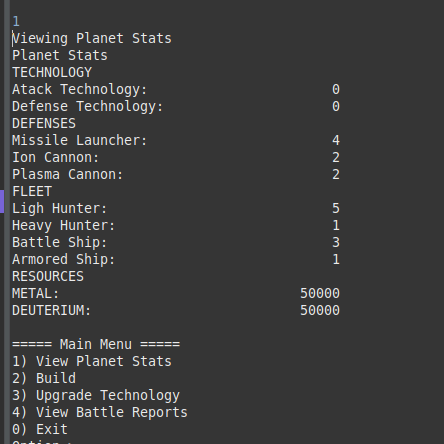 1
Viewing Planet Stats
Planet Stats
TECHNOLOGY
Atack Technology: 0
Defense Technology: 0
DEFENSES
Missile Launcher: 4
Ion Cannon: 2
Plasma Cannon: 2
FLEET
Ligh Hunter: 5
Heavy Hunter: 1
Battle Ship: 3
Armored Ship: 1
RESOURCES
METAL: 50000
DEUTERIUM: 50000
===== Main Menu =====
1) View Planet Stats
2) Build
3) Upgrade Technology
4) View Battle Reports
0) Exit